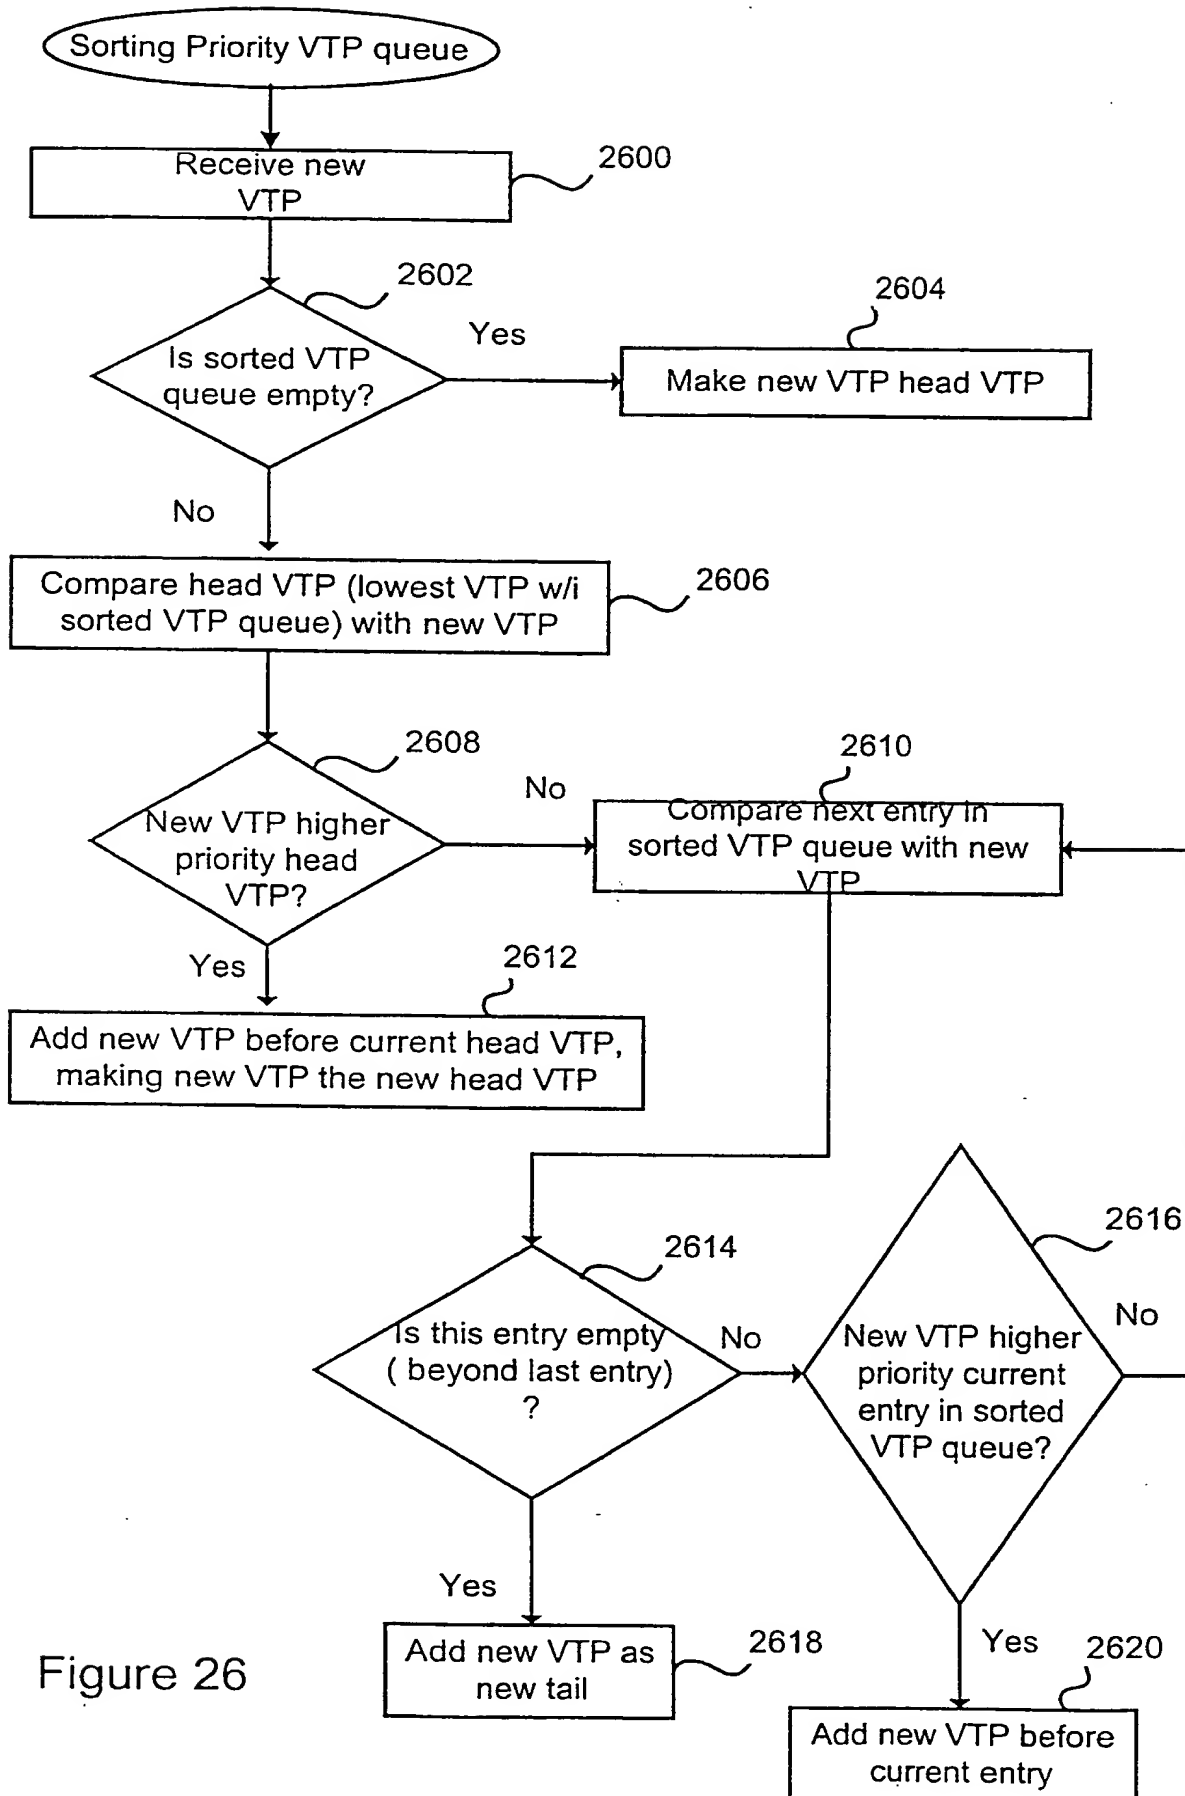 Sorting Priority VTP queue
Receive new
VTP
2600
2602
Is sorted VTP
queue empty?
Yes
2604
Make new VTP head VTP
No
Compare head VTP (lowest VTP w/i
sorted VTP queue) with new VTP
2606
2608
New VTP higher
priority head
VTP?
No
2610
Compare next entry in
sorted VTP queue with new
VTP
Yes
2612
Add new VTP before current head VTP,
making new VTP the new head VTP
2614
Is this entry empty
( beyond last entry)
?
No
2616
New VTP higher
priority current
entry in sorted
VTP queue?
No
Yes
Add new VTP as
new tail
2618
Yes
2620
Add new VTP before
current entry
Figure 26